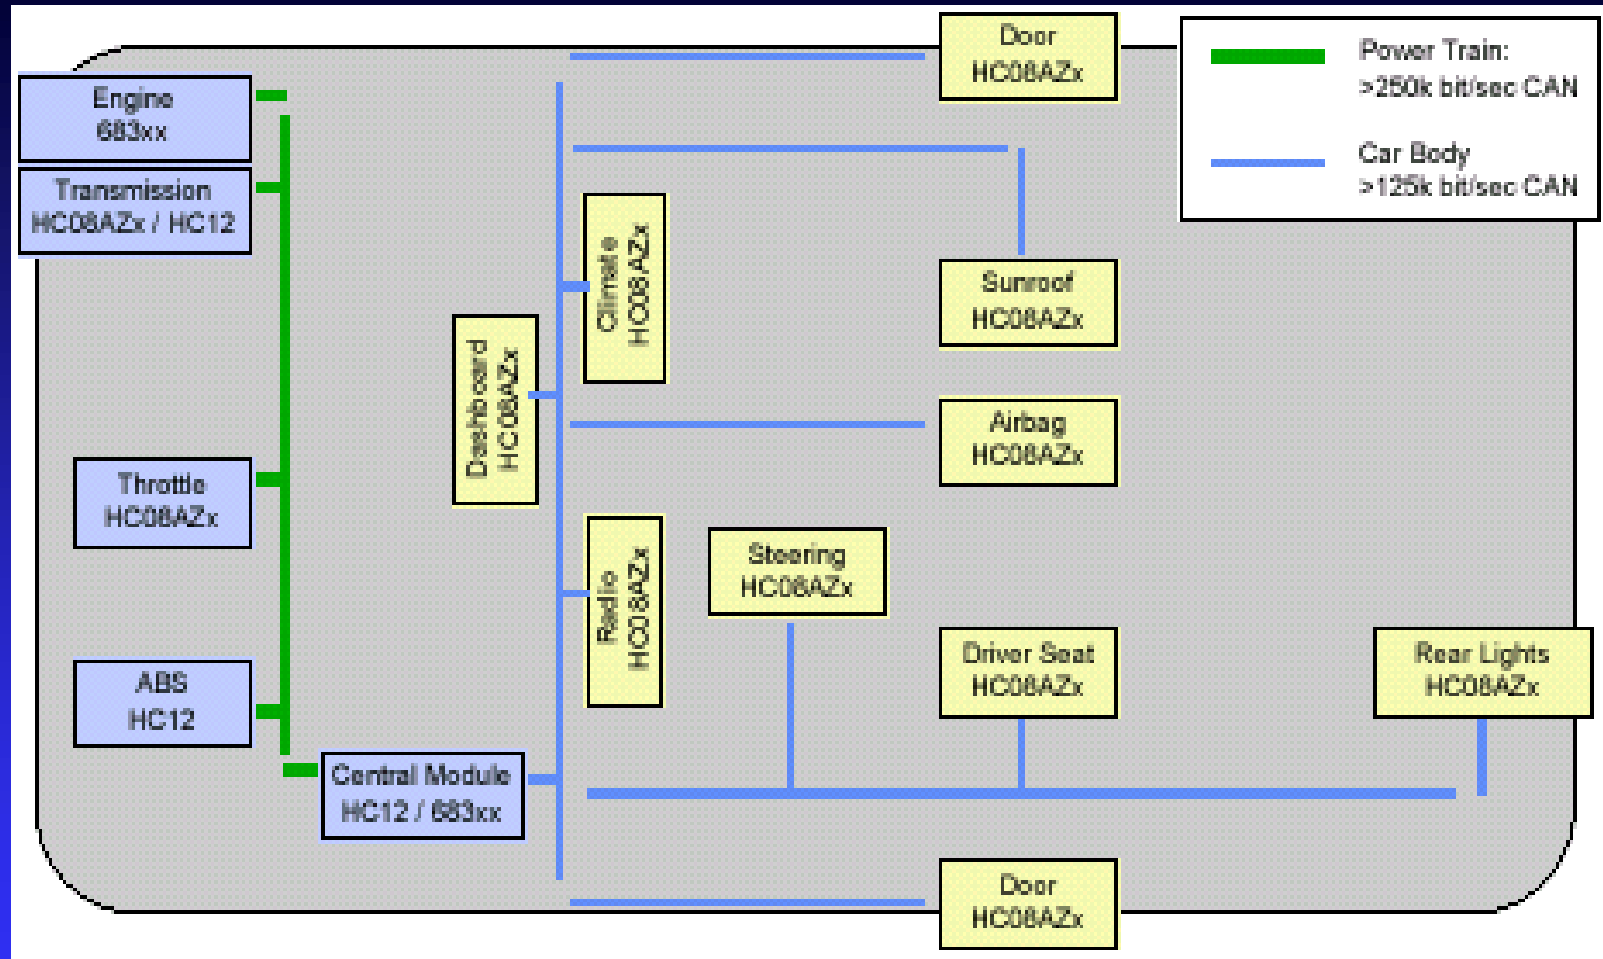 Door
HC08AZx
Power Train:
>250k bit/sec CAN
Car Body
>125k bit/sec CAN
Engine
683xx
Transmission
HC08AZx / HC12
Climate
HC08AZx
Sunroof
HC08AZx
Dashboard
HC08AZx
Airbag
HC08AZx
Throttle
HC08AZx
Radio
HC08AZx
Steering
HC08AZx
Driver Seat
HC08AZx
Rear Lights
HC08AZx
ABS
HC12
Central Module
HC12 / 683xx
Door
HC08AZx